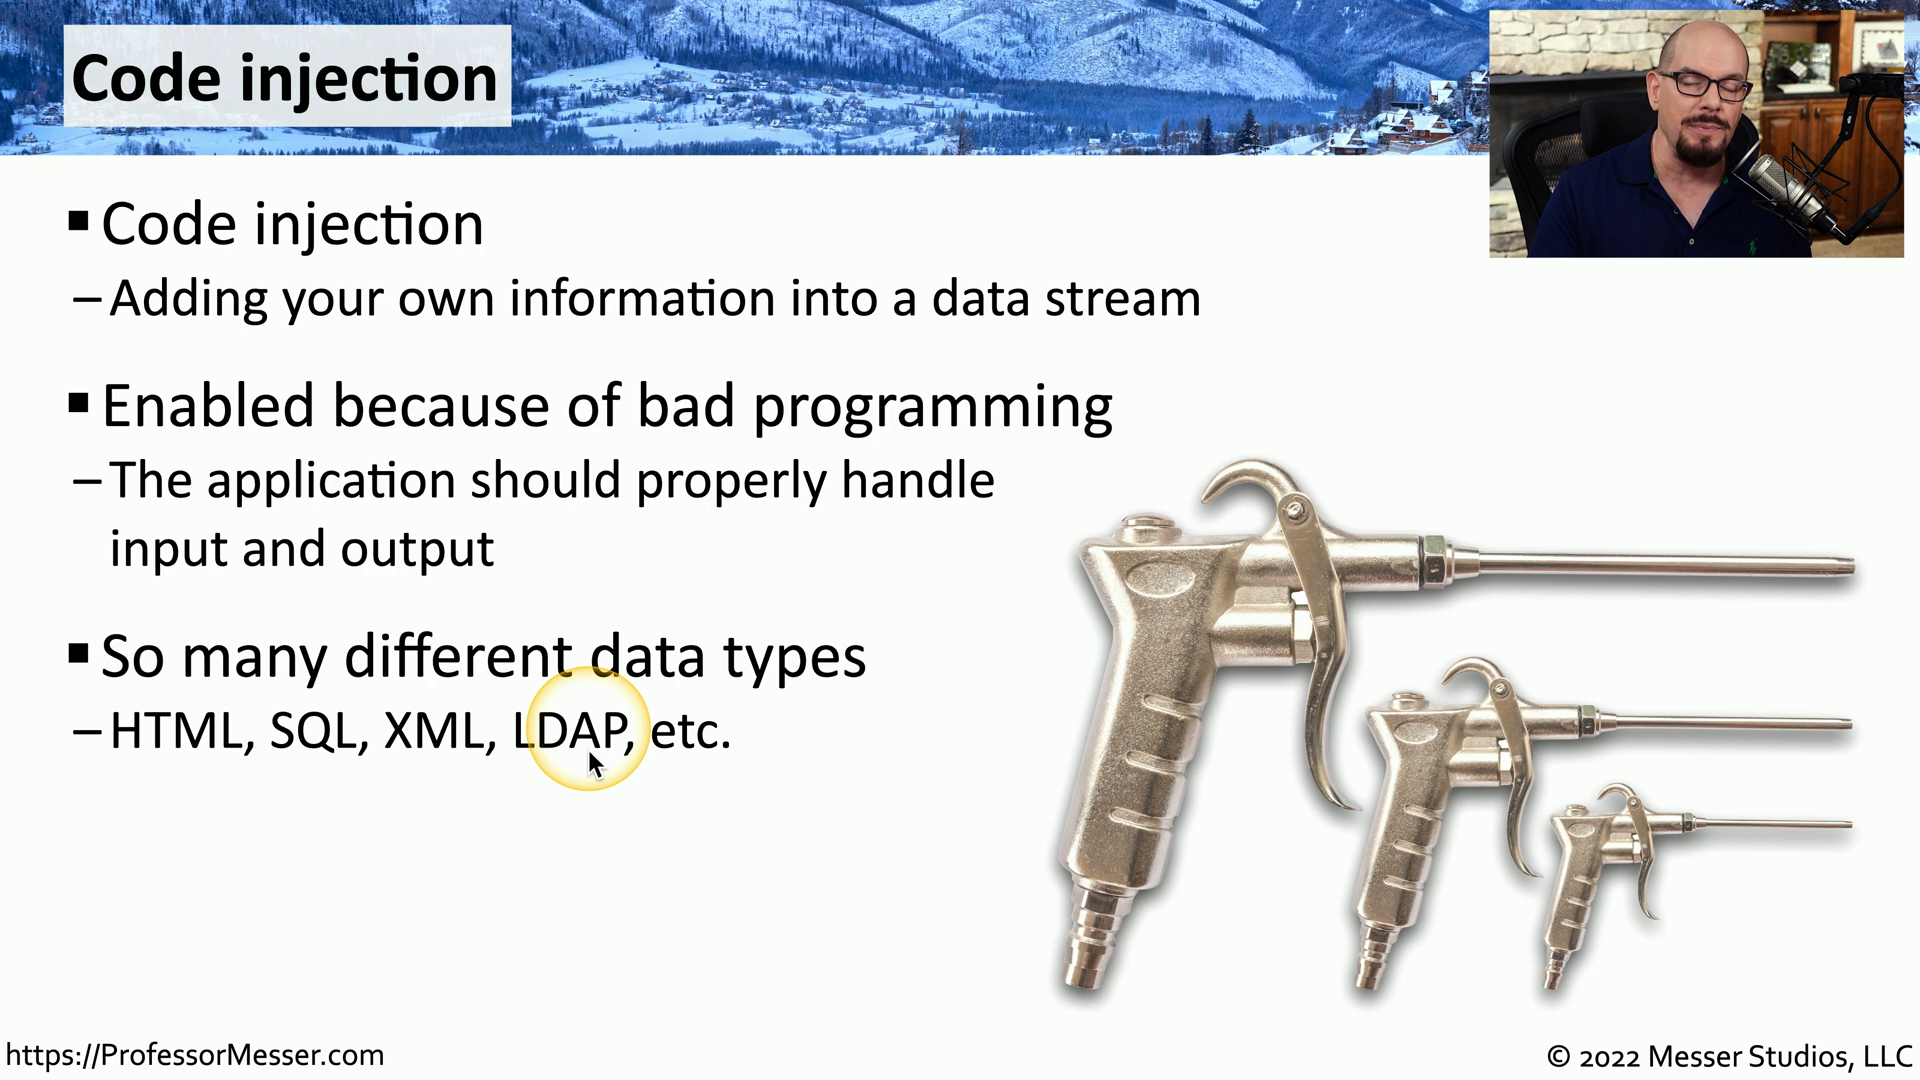 Code injection
▪ Code injection
– Adding your own information into a data stream
▪ Enabled because of bad programming
– The application should properly handle
input and output
▪ So many different data types
– HTML, SQL, XML, LDAP, etc.
https://ProfessorMesser.com
© 2022 Messer Studios, LLC